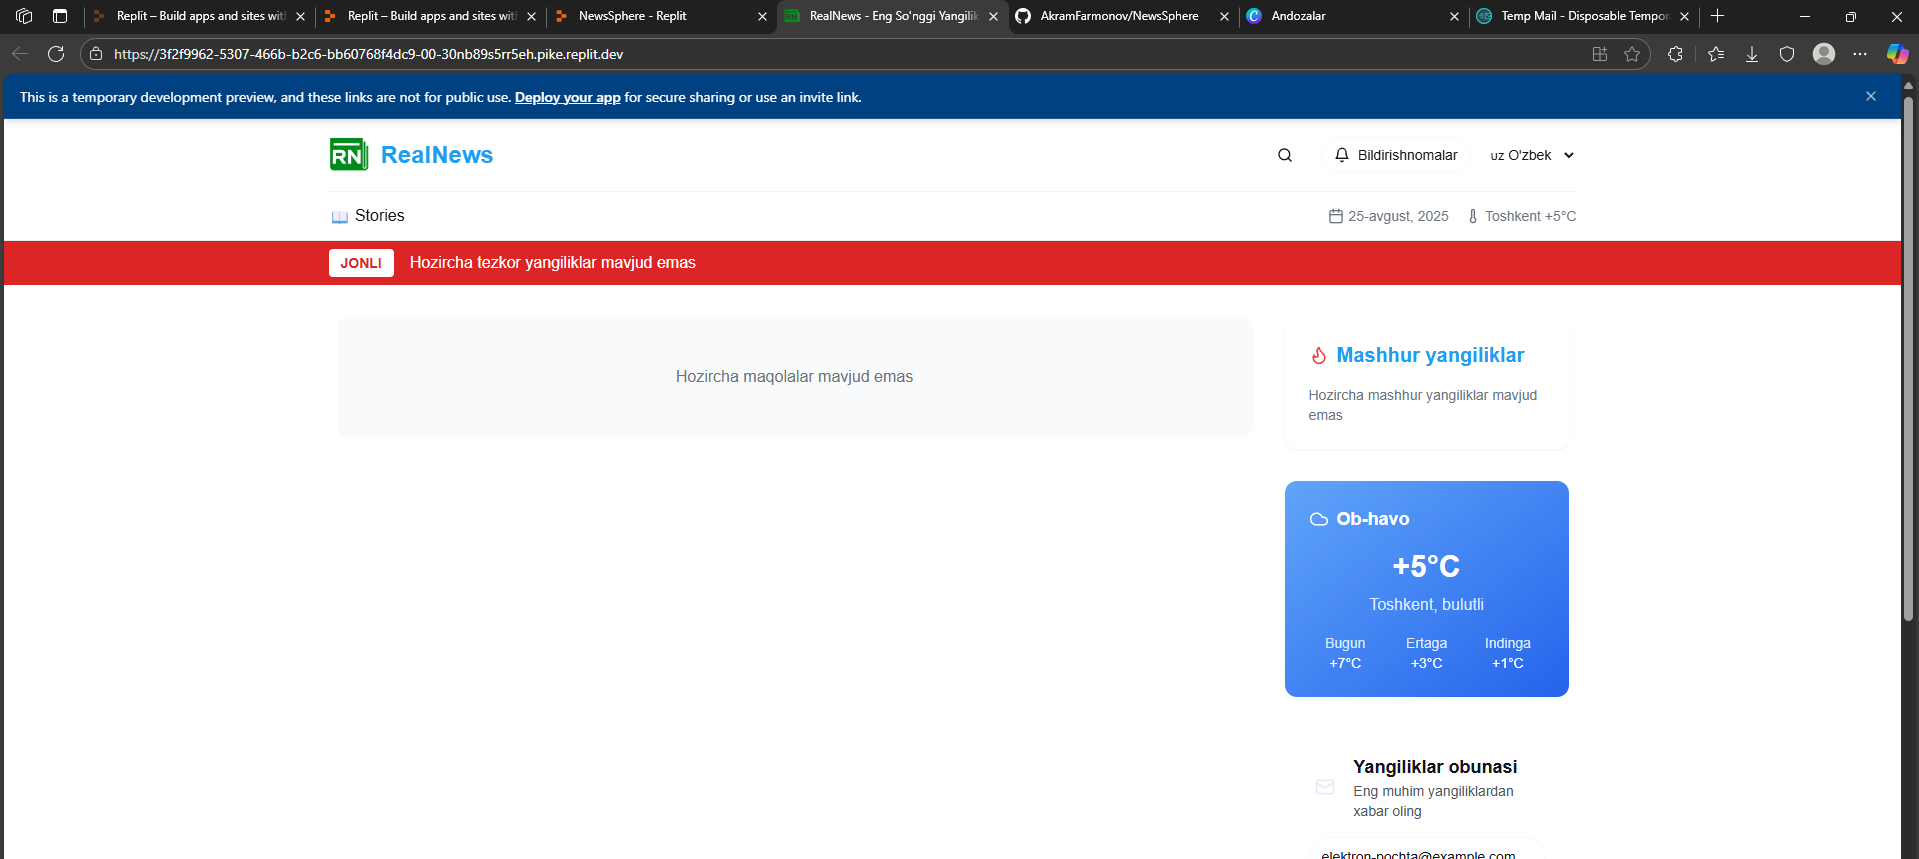 Replit – Build apps and sites wit
Replit – Build apps and sites wit
NewsSphere - Replit
RealNews - Eng So'nggi Yangilik
AkramFarmonov/NewsSphere
Andozalar
Temp Mail - Disposable Tempor
https://3f2f9962-5307-466b-b2c6-bb60768f4dc9-00-30nb89s5rr5eh.pike.replit.dev
This is a temporary development preview, and these links are not for public use. Deploy your app for secure sharing or use an invite link.
RN RealNews
Bildirishnomalar
uz O'zbek
Stories
25-avgust, 2025
Toshkent +5°C
JONLI
Hozircha tezkor yangiliklar mavjud emas
Hozircha maqolalar mavjud emas
Mashhur yangiliklar
Hozircha mashhur yangiliklar mavjud
emas
Ob-havo
+5°C
Toshkent, bulutli
Bugun Ertaga Indinga
+7°C +3°C +1°C
Yangiliklar obunasi
Eng muhim yangiliklardan
xabar oling
elektron-pochta@example.com